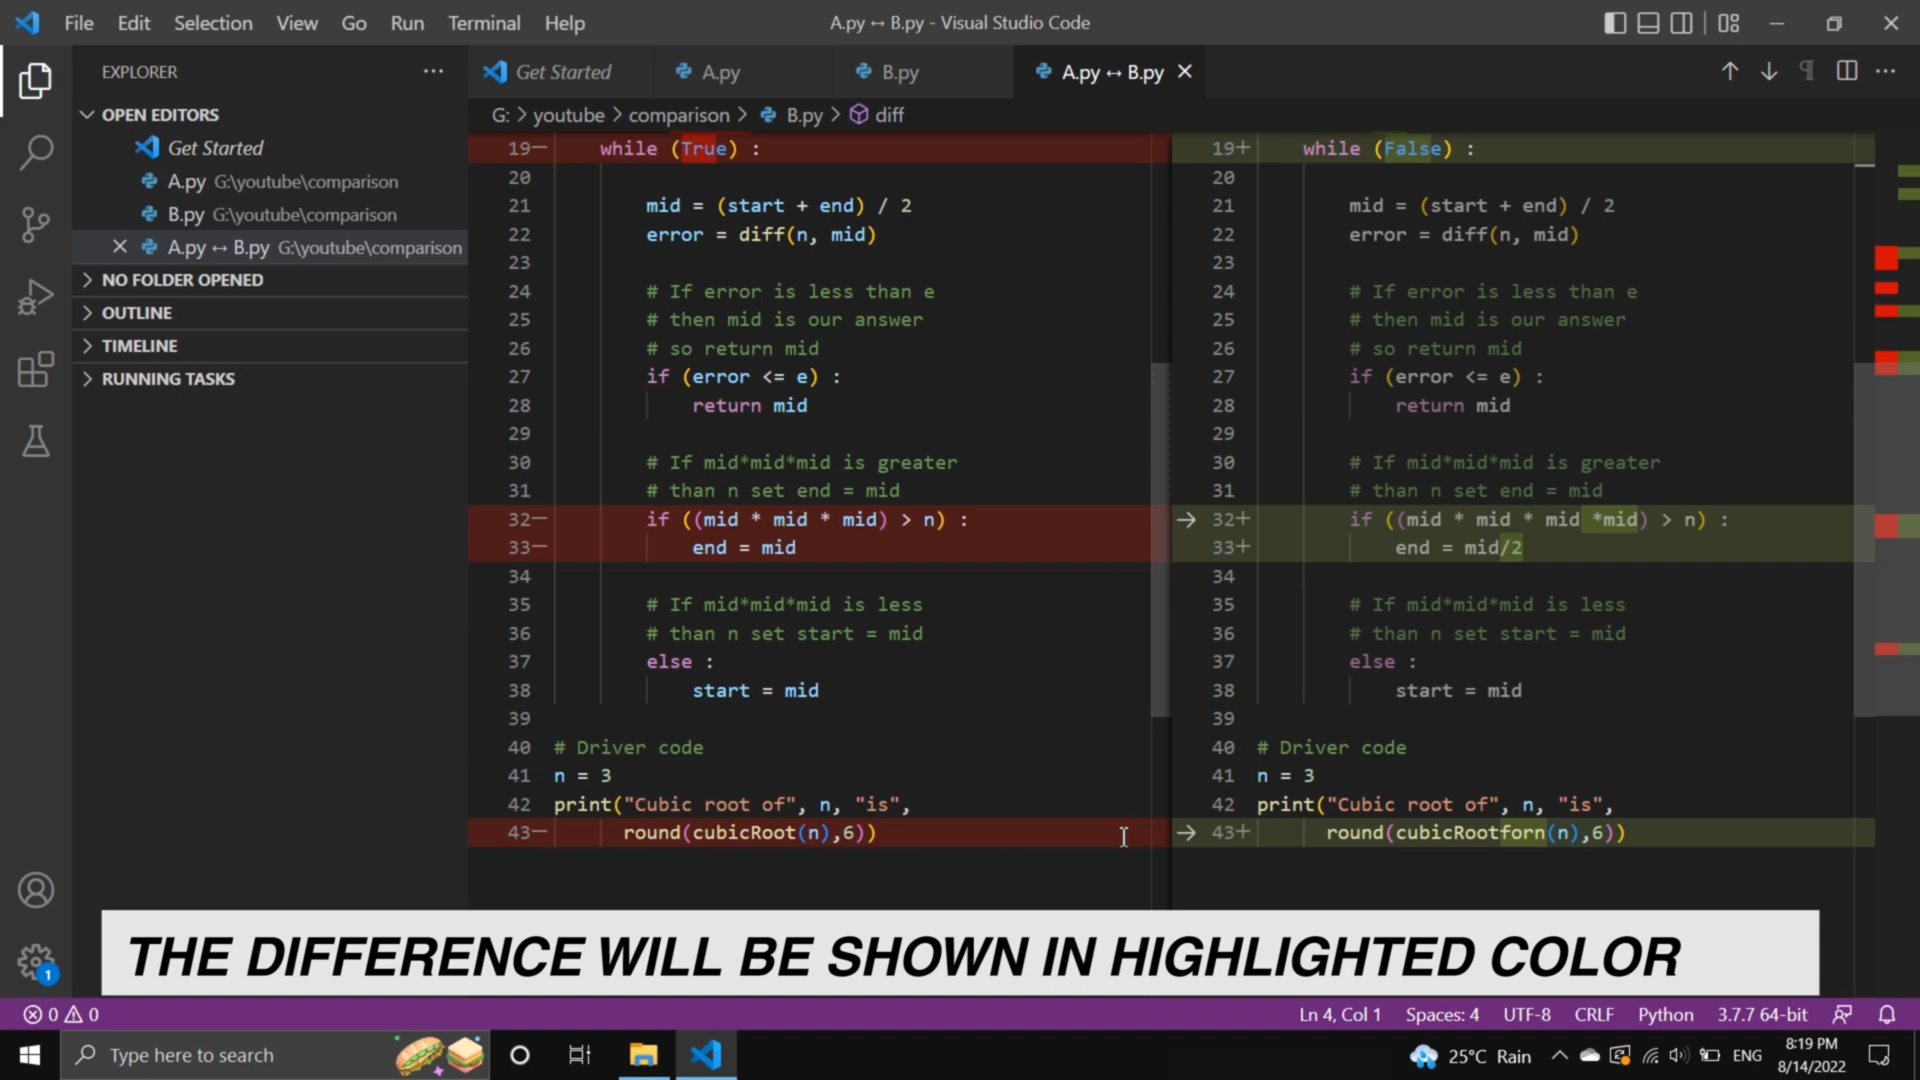 File Edit Selection View Go Run Terminal Help
A.py ↔ B.py - Visual Studio Code
EXPLORER
OPEN EDITORS
Get Started
A.py G:\youtube\comparison
B.py G:\youtube\comparison
A.py ↔ B.py G:\youtube\comparison
NO FOLDER OPENED
OUTLINE
TIMELINE
RUNNING TASKS
Get Started A.py B.py A.py ↔ B.py
G: > youtube > comparison > B.py > diff
19− while (True) :
20
21 mid = (start + end) / 2
22 error = diff(n, mid)
23
24 # If error is less than e
25 # then mid is our answer
26 # so return mid
27 if (error <= e) :
28 return mid
29
30 # If mid*mid*mid is greater
31 # than n set end = mid
32− if ((mid * mid * mid) > n) :
33− end = mid
34
35 # If mid*mid*mid is less
36 # than n set start = mid
37 else :
38 start = mid
39
40 # Driver code
41 n = 3
42 print("Cubic root of", n, "is",
43− round(cubicRoot(n),6))
19+ while (False) :
20
21 mid = (start + end) / 2
22 error = diff(n, mid)
23
24 # If error is less than e
25 # then mid is our answer
26 # so return mid
27 if (error <= e) :
28 return mid
29
30 # If mid*mid*mid is greater
31 # than n set end = mid
32+ if ((mid * mid * mid *mid) > n) :
33+ end = mid/2
34
35 # If mid*mid*mid is less
36 # than n set start = mid
37 else :
38 start = mid
39
40 # Driver code
41 n = 3
42 print("Cubic root of", n, "is",
43+ round(cubicRootforn(n),6))
THE DIFFERENCE WILL BE SHOWN IN HIGHLIGHTED COLOR
1
0 0
Ln 4, Col 1 Spaces: 4 UTF-8 CRLF Python 3.7.7 64-bit
Type here to search
25°C Rain
ENG
8:19 PM
8/14/2022